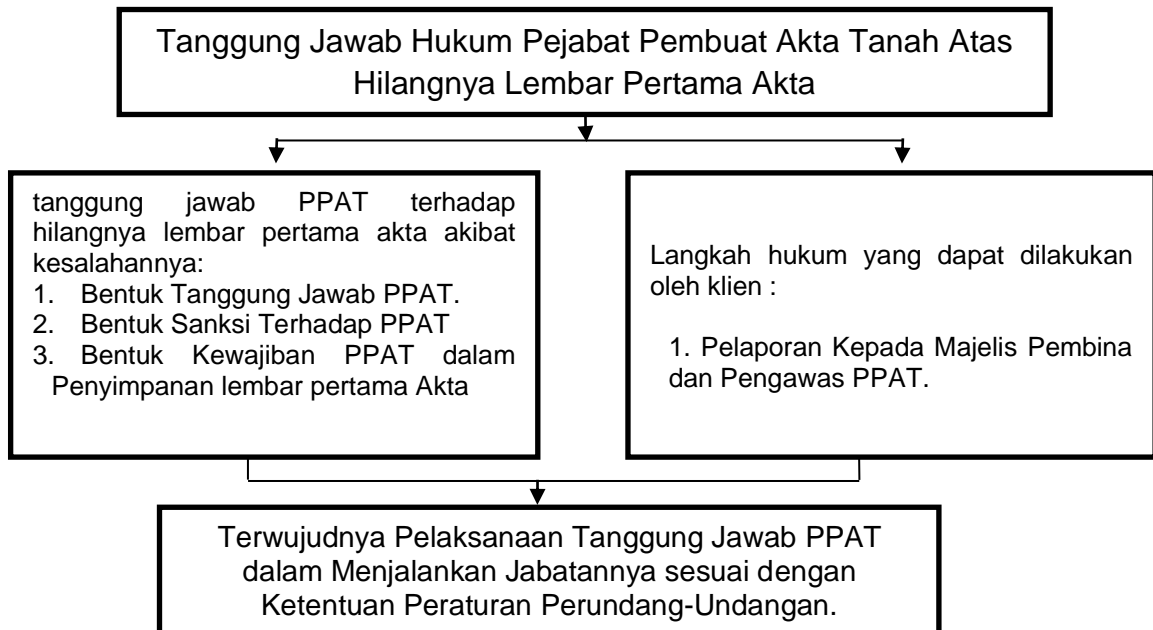 Tanggung Jawab Hukum Pejabat Pembuat Akta Tanah Atas
Hilangnya Lembar Pertama Akta
tanggung jawab PPAT terhadap
hilangnya lembar pertama akta akibat
kesalahannya:
1. Bentuk Tanggung Jawab PPAT.
2. Bentuk Sanksi Terhadap PPAT
3. Bentuk Kewajiban PPAT dalam
Penyimpanan lembar pertama Akta
Langkah hukum yang dapat dilakukan
oleh klien :
1. Pelaporan Kepada Majelis Pembina
dan Pengawas PPAT.
Terwujudnya Pelaksanaan Tanggung Jawab PPAT
dalam Menjalankan Jabatannya sesuai dengan
Ketentuan Peraturan Perundang-Undangan.